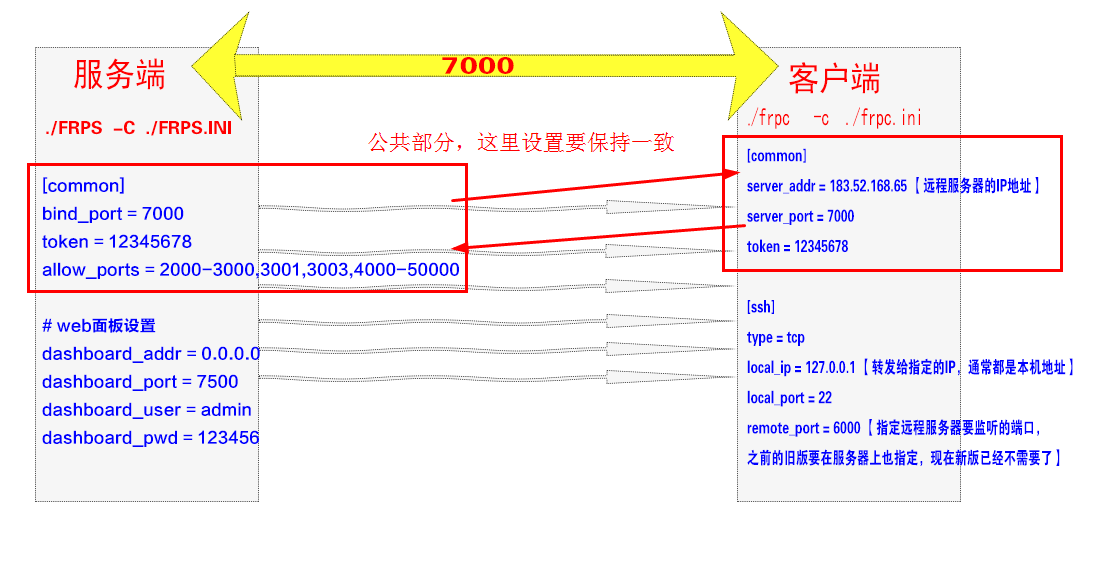 7000
服务端
./FRPS -C ./FRPS.INI
公共部分，这里设置要保持一致
[common]
bind_port = 7000
token = 12345678
allow_ports = 2000-3000,3001,3003,4000-50000
# web面板设置
dashboard_addr = 0.0.0.0
dashboard_port = 7500
dashboard_user = admin
dashboard_pwd = 123456
客户端
./frpc -c ./frpc.ini
[common]
server_addr = 183.52.168.65【 远程服务器的IP地址 】
server_port = 7000
token = 12345678
[ssh]
type = tcp
local_ip = 127.0.0.1【 转发给指定的IP，通常都是本机地址 】
local_port = 22
remote_port = 6000【 指定远程服务器要监听的端口，
之前的旧版要在服务器上也指定，现在新版已经不需要了 】